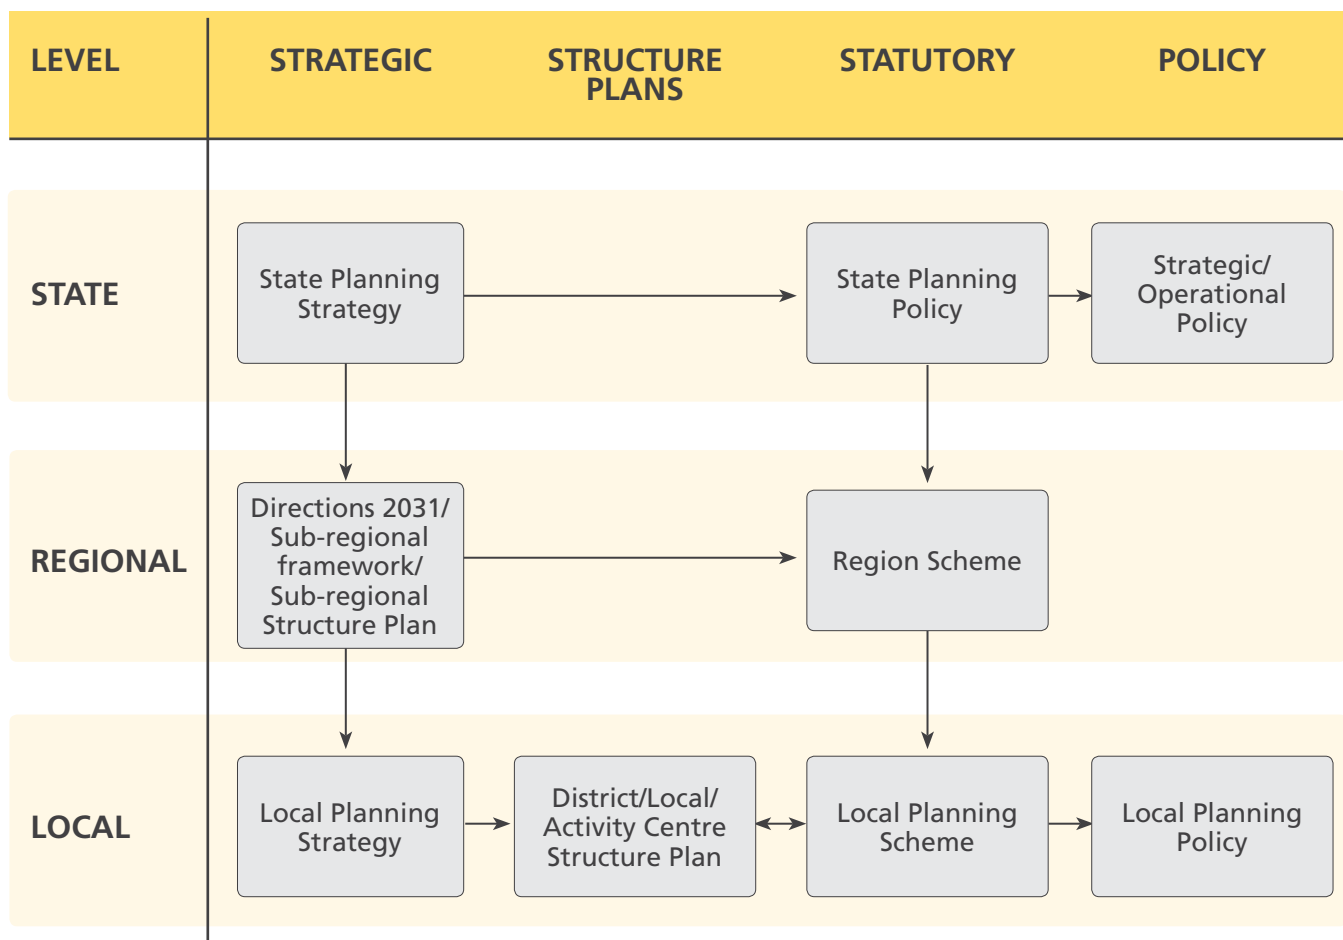 LEVEL
STRATEGIC
STRUCTURE
PLANS
STATUTORY
POLICY
STATE
State Planning
Strategy
State Planning
Policy
Strategic/
Operational
Policy
REGIONAL
Directions 2031/
Sub-regional
framework/
Sub-regional
Structure Plan
Region Scheme
LOCAL
Local Planning
Strategy
District/Local/
Activity Centre
Structure Plan
Local Planning
Scheme
Local Planning
Policy